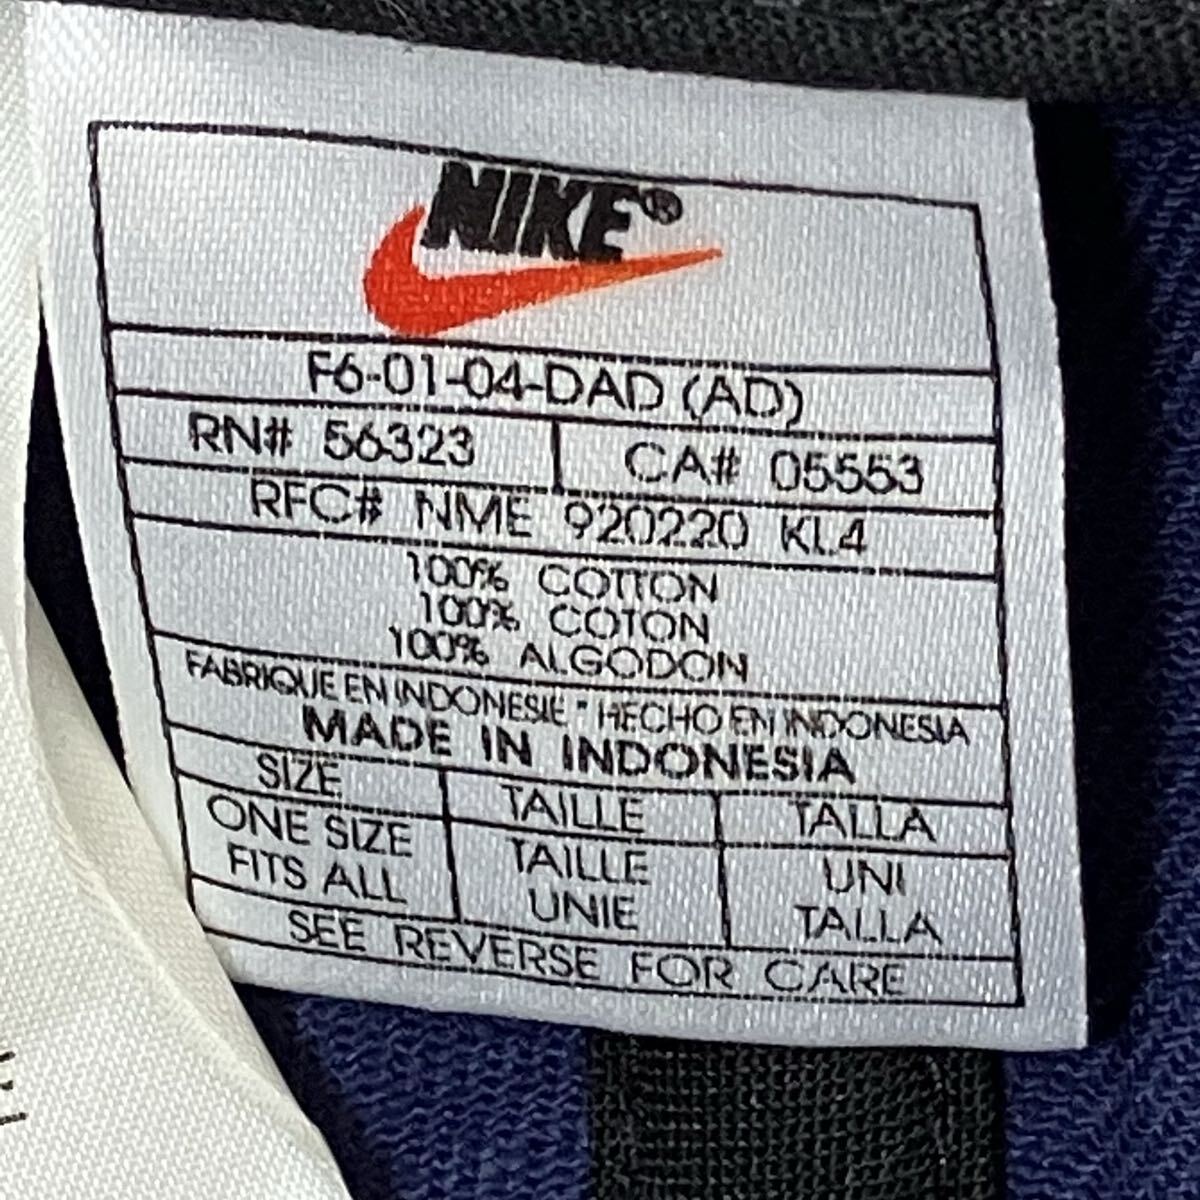 NIKE®
F6-01-04-DAD (AD)
RN# 56323 CA# 05553
RFC# NME 920220 KL4
100% COTTON
100% COTON
100% ALGODON
FABRIQUE EN INDONESIE - HECHO EN INDONESIA
MADE IN INDONESIA
SIZE TAILLE TALLA
ONE SIZE TAILLE UNI
FITS ALL UNIE TALLA
SEE REVERSE FOR CARE